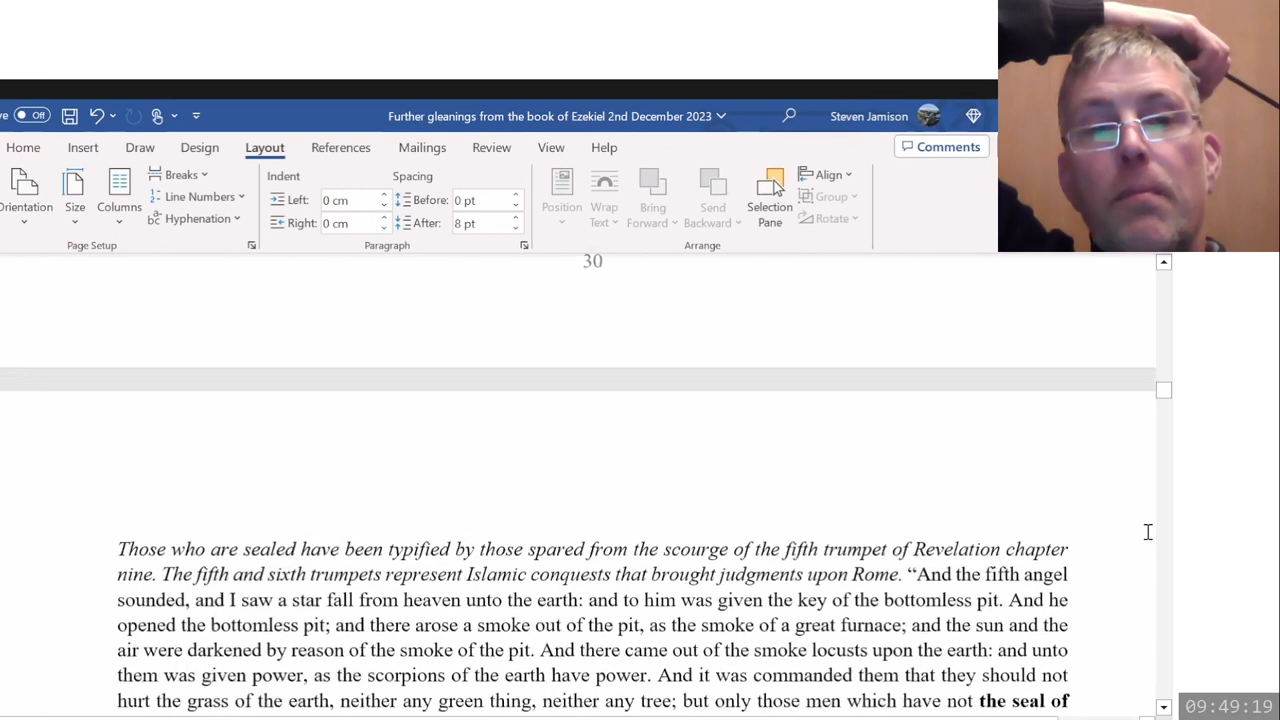 Off
Further gleanings from the book of Ezekiel 2nd December 2023
Steven Jamison
Home Insert Draw Design Layout References Mailings Review View Help
Comments
Orientation
Size
Columns
Breaks
Line Numbers
Hyphenation
Page Setup
Indent
Left: 0 cm
Right: 0 cm
Spacing
Before: 0 pt
After: 8 pt
Paragraph
Position
Wrap Text
Bring Forward
Send Backward
Selection Pane
Align
Group
Rotate
Arrange
30
Those who are sealed have been typified by those spared from the scourge of the fifth trumpet of Revelation chapter
nine. The fifth and sixth trumpets represent Islamic conquests that brought judgments upon Rome. “And the fifth angel
sounded, and I saw a star fall from heaven unto the earth: and to him was given the key of the bottomless pit. And he
opened the bottomless pit; and there arose a smoke out of the pit, as the smoke of a great furnace; and the sun and the
air were darkened by reason of the smoke of the pit. And there came out of the smoke locusts upon the earth: and unto
them was given power, as the scorpions of the earth have power. And it was commanded them that they should not
hurt the grass of the earth, neither any green thing, neither any tree; but only those men which have not the seal of
09:49:19